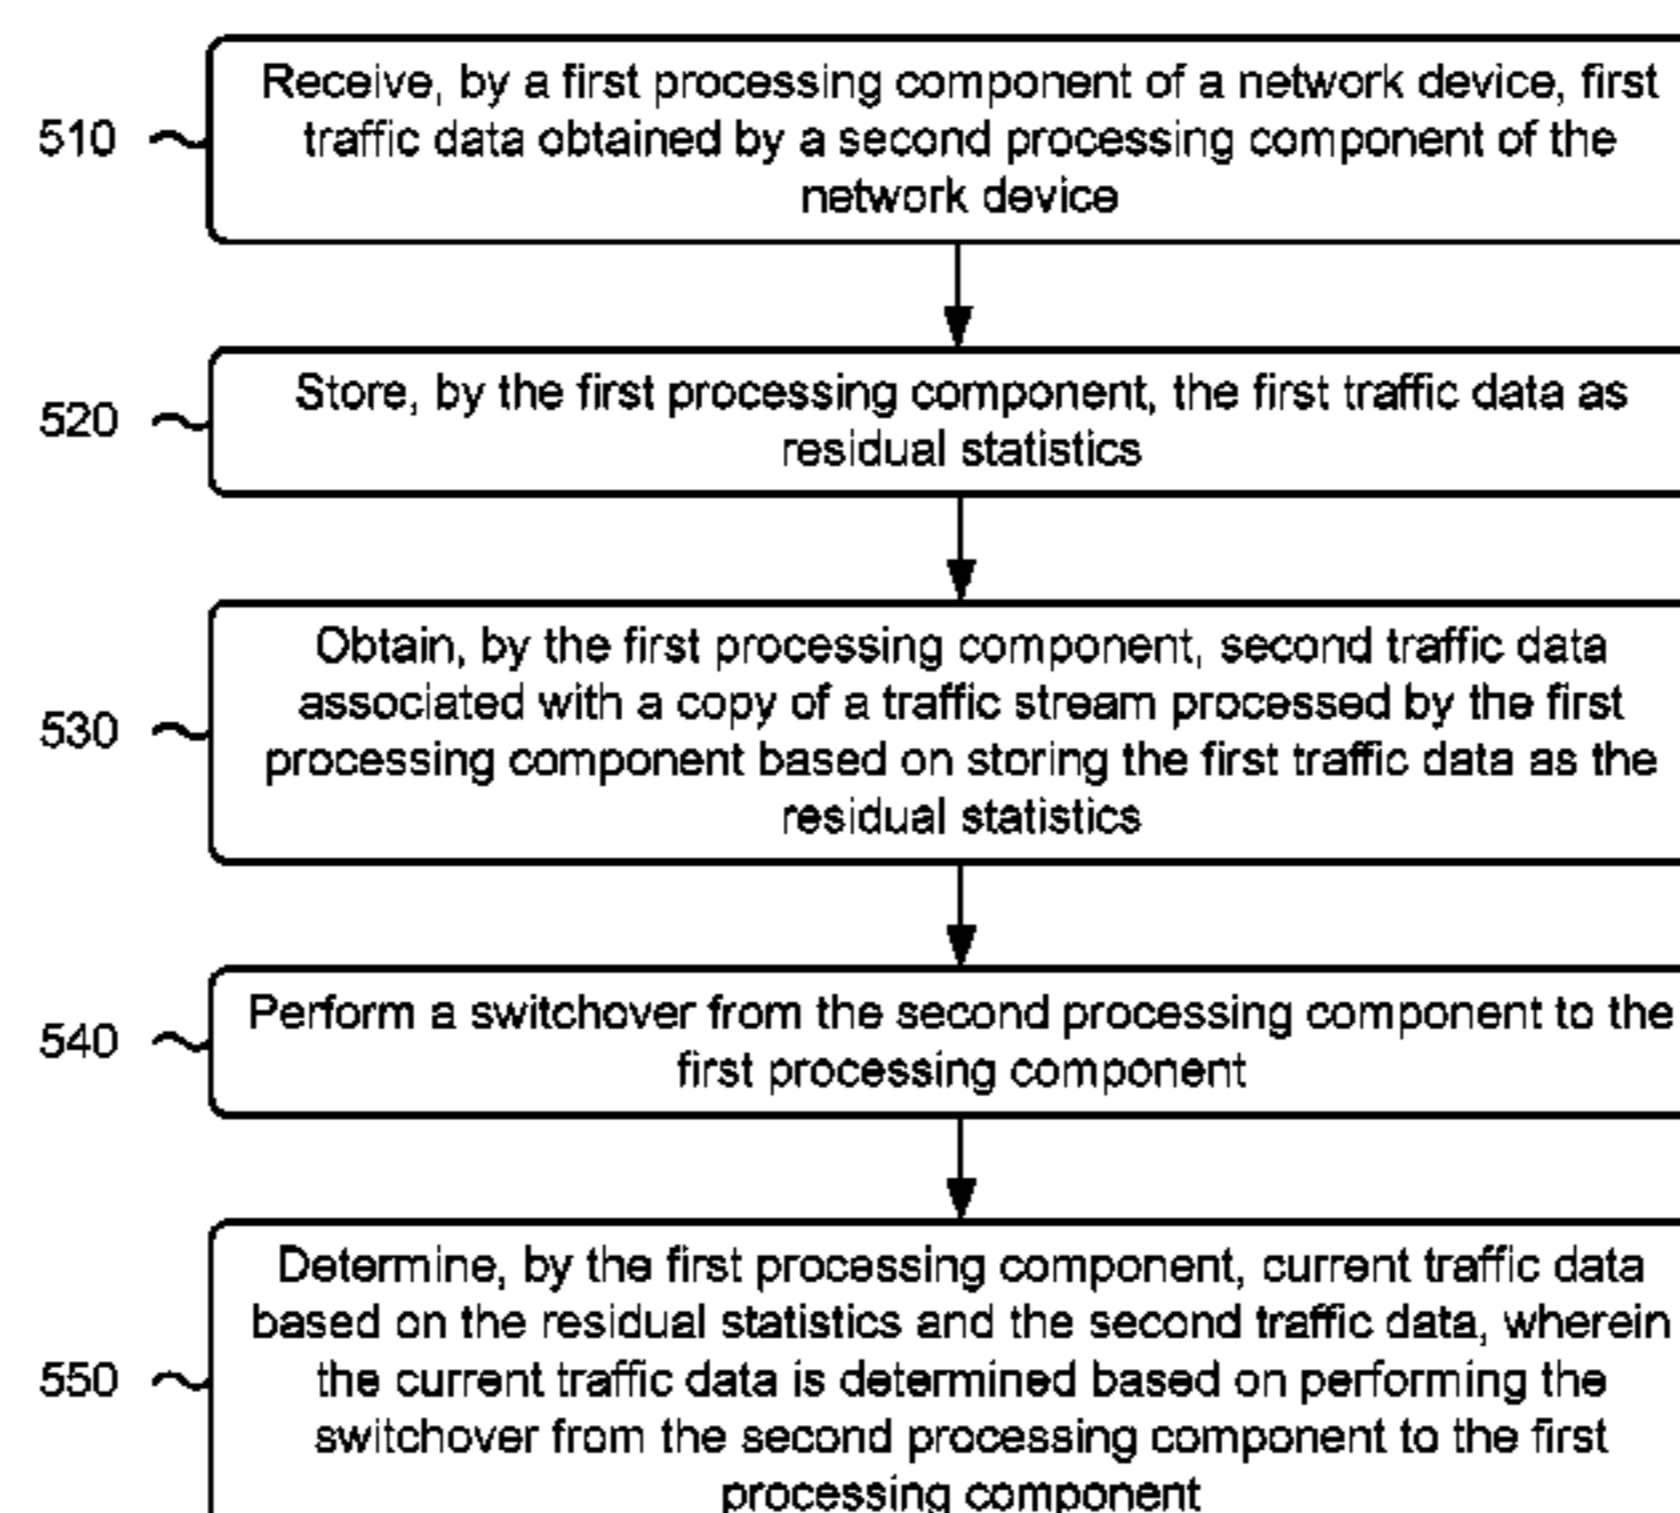 Receive, by a first processing component of a network device, first
510
traffic data obtained by a second processing component of the
network device
Store, by the first processing component, the first traffic data as
520
residual statistics
Obtain, by the first processing component, second traffic data
associated with a copy of a traffic stream processed by the first
530
processing component based on storing the first traffic data as the
residual statistics
Perform a switchover from the second processing component to the
540
first processing component
Determine, by the first processing component, current traffic data
based on the residual statistics and the second traffic data, wherein
550
the current traffic data is determined based on performing the
switchover from the second processing component to the first
processing component